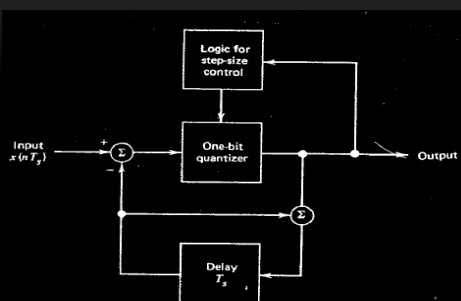 Logic for
step-size
control
Input
x(nTs)
+
Σ
−
One-bit
quantizer
Output
Σ
Delay
Ts